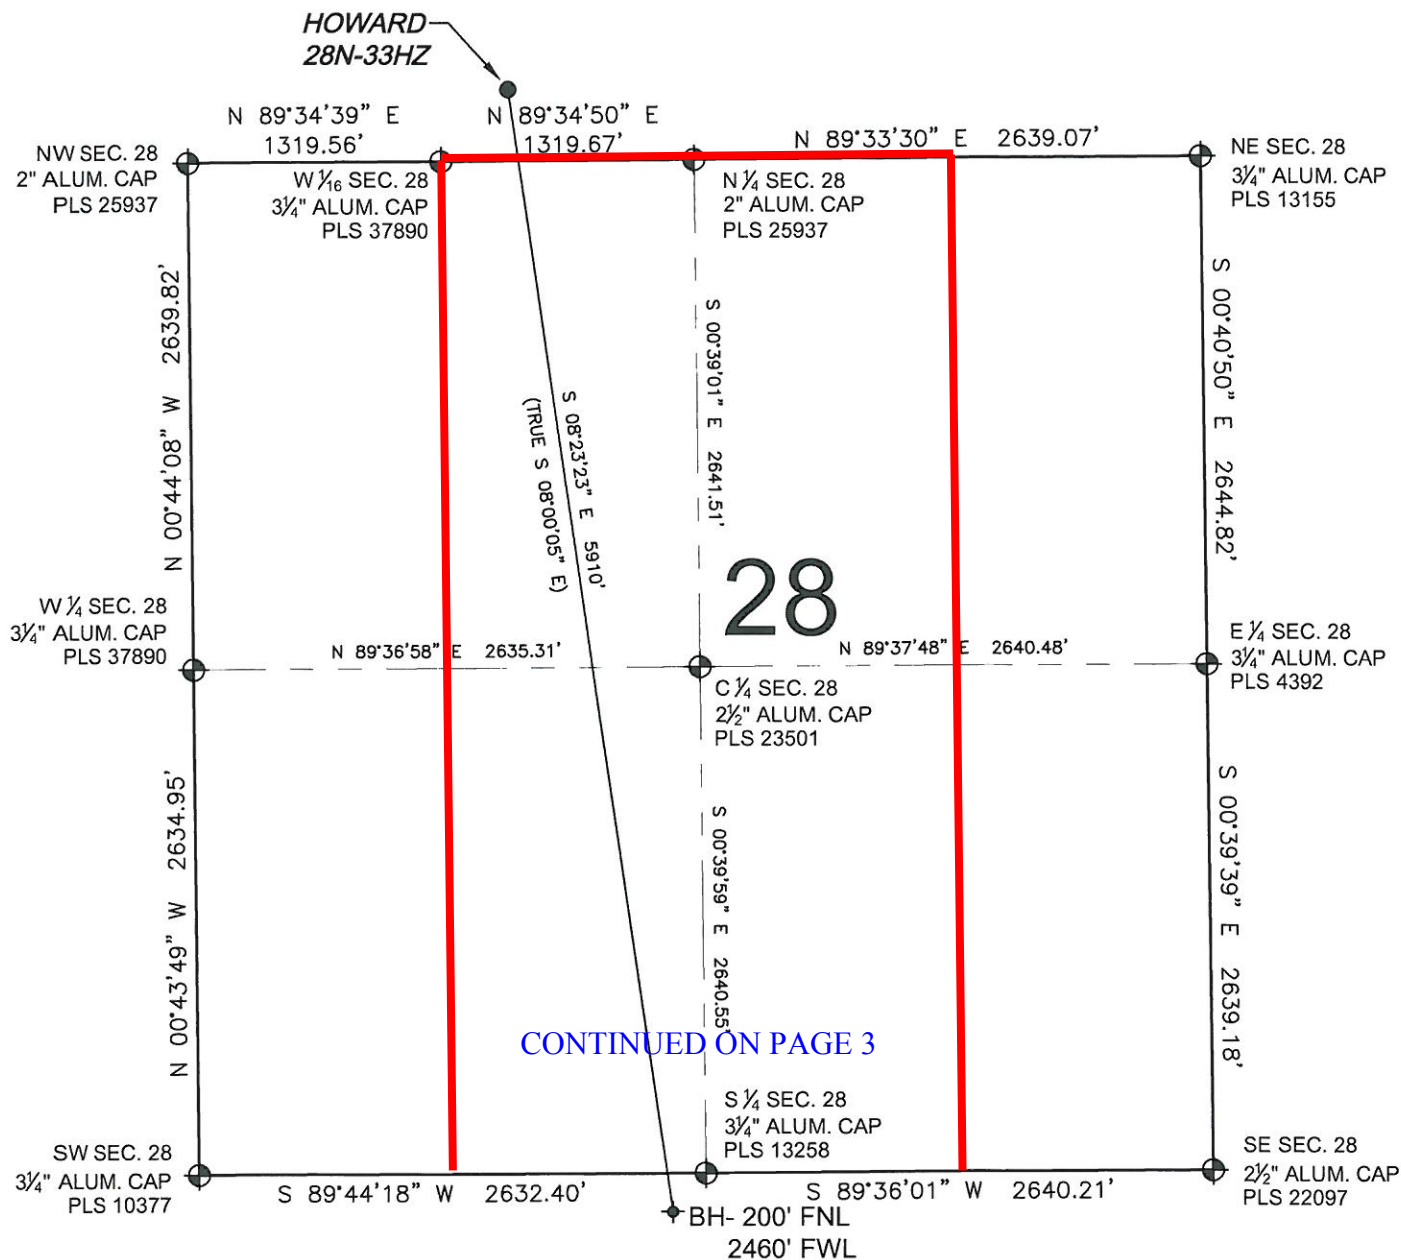 HOWARD
28N-33HZ
N 89°34'39" E
1319.56'
N 89°34'50" E
1319.67'
N 89°33'30" E 2639.07'
NW SEC. 28
2" ALUM. CAP
PLS 25937
W 1/16 SEC. 28
3¼" ALUM. CAP
PLS 37890
N ¼ SEC. 28
2" ALUM. CAP
PLS 25937
NE SEC. 28
3¼" ALUM. CAP
PLS 13155
N 00°44'08" W 2639.82'
S 08°23'23" E 5910'
(TRUE S 08°00'05" E)
S 00°39'01" E 2641.51'
S 00°40'50" E 2644.82'
28
W ¼ SEC. 28
3¼" ALUM. CAP
PLS 37890
N 89°36'58" E 2635.31'
N 89°37'48" E 2640.48'
E ¼ SEC. 28
3¼" ALUM. CAP
PLS 4392
C ¼ SEC. 28
2½" ALUM. CAP
PLS 23501
N 00°43'49" W 2634.95'
S 00°39'59" E 2640.55'
S 00°39'39" E 2639.18'
CONTINUED ON PAGE 3
S ¼ SEC. 28
3¼" ALUM. CAP
PLS 13258
SW SEC. 28
3¼" ALUM. CAP
PLS 10377
SE SEC. 28
2½" ALUM. CAP
PLS 22097
S 89°44'18" W 2632.40'
S 89°36'01" W 2640.21'
BH- 200' FNL
2460' FWL